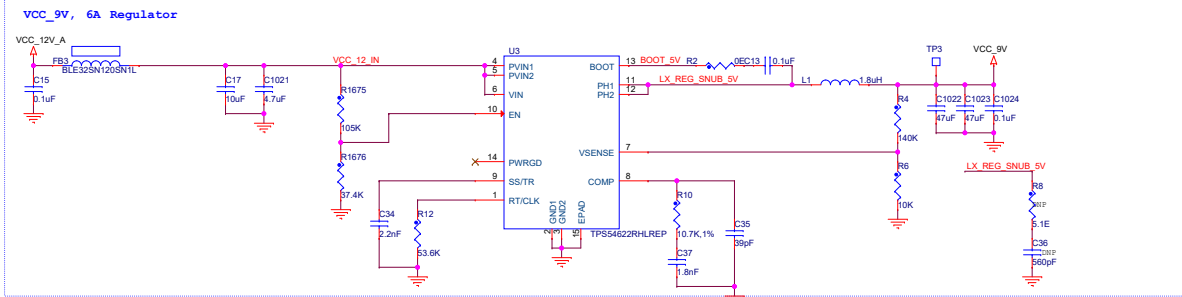 VCC_9V, 6A Regulator
VCC_12V_A
FB3
BLE32SN120SN1L
C15
0.1uF
C17
10uF
C1021
4.7uF
VCC_12_IN
R1675
105K
R1676
37.4K
C34
2.2nF
R12
53.6K
U3
4 PVIN1
5 PVIN2
6 VIN
10 EN
14 PWRGD
9 SS/TR
1 RT/CLK
BOOT 13
PH1 11
PH2 12
VSENSE 7
COMP 8
GND1 2
GND2 3
EPAD 15
TPS54622RHLREP
BOOT_5V
R2
0E
C13
0.1uF
LX_REG_SNUB_5V
L1
1.8uH
TP3
VCC_9V
R4
140K
R6
10K
C1022
47uF
C1023
47uF
C1024
0.1uF
R10
10.7K,1%
C37
1.8nF
C35
39pF
LX_REG_SNUB_5V
R8
DNP
5.1E
C36
DNP
560pF